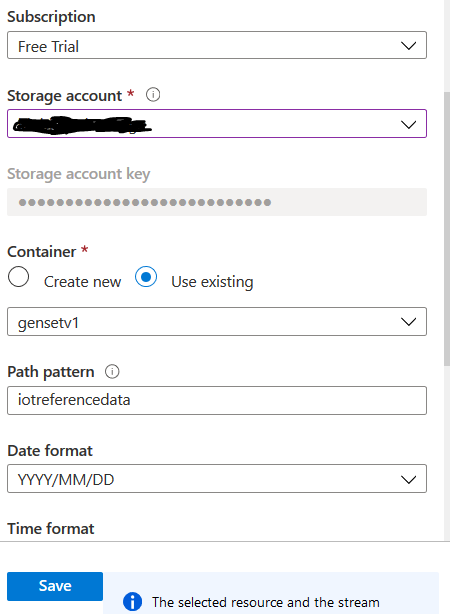 Subscription
Free Trial
Storage account *
Storage account key
Container *
Create new Use existing
gensetv1
Path pattern
iotreferencedata
Date format
YYYY/MM/DD
Time format
Save
The selected resource and the stream